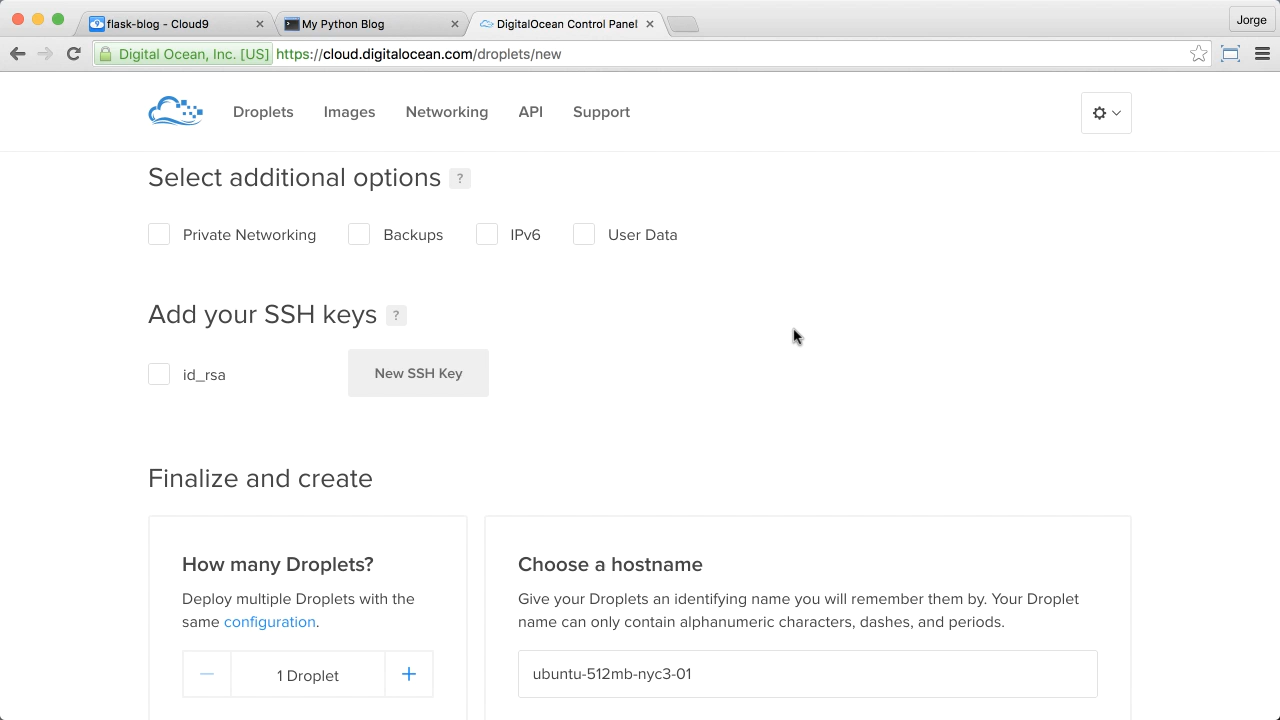 flask-blog - Cloud9
My Python Blog
DigitalOcean Control Panel
Jorge
Digital Ocean, Inc. [US]
https://cloud.digitalocean.com/droplets/new
Droplets
Images
Networking
API
Support
Select additional options ?
Private Networking
Backups
IPv6
User Data
Add your SSH keys ?
id_rsa
New SSH Key
Finalize and create
How many Droplets?
Deploy multiple Droplets with the
same configuration.
1 Droplet
Choose a hostname
Give your Droplets an identifying name you will remember them by. Your Droplet
name can only contain alphanumeric characters, dashes, and periods.
ubuntu-512mb-nyc3-01